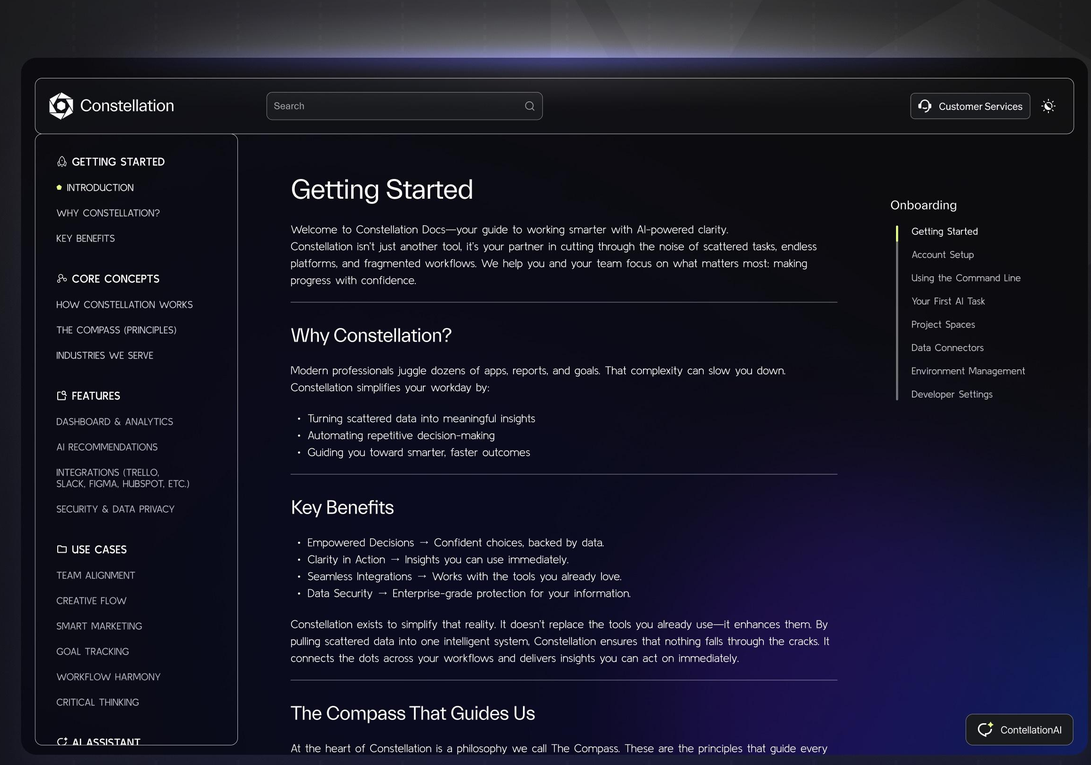 Constellation
Search
Customer Services
GETTING STARTED
INTRODUCTION
WHY CONSTELLATION?
KEY BENEFITS
CORE CONCEPTS
HOW CONSTELLATION WORKS
THE COMPASS (PRINCIPLES)
INDUSTRIES WE SERVE
FEATURES
DASHBOARD & ANALYTICS
AI RECOMMENDATIONS
INTEGRATIONS (TRELLO,
SLACK, FIGMA, HUBSPOT, ETC.)
SECURITY & DATA PRIVACY
USE CASES
TEAM ALIGNMENT
CREATIVE FLOW
SMART MARKETING
GOAL TRACKING
WORKFLOW HARMONY
CRITICAL THINKING
AI ASSISTANT
Getting Started
Welcome to Constellation Docs—your guide to working smarter with AI-powered clarity.
Constellation isn't just another tool, it's your partner in cutting through the noise of scattered tasks, endless
platforms, and fragmented workflows. We help you and your team focus on what matters most: making
progress with confidence.
Why Constellation?
Modern professionals juggle dozens of apps, reports, and goals. That complexity can slow you down.
Constellation simplifies your workday by:
• Turning scattered data into meaningful insights
• Automating repetitive decision-making
• Guiding you toward smarter, faster outcomes
Key Benefits
• Empowered Decisions → Confident choices, backed by data.
• Clarity in Action → Insights you can use immediately.
• Seamless Integrations → Works with the tools you already love.
• Data Security → Enterprise-grade protection for your information.
Constellation exists to simplify that reality. It doesn't replace the tools you already use—it enhances them. By
pulling scattered data into one intelligent system, Constellation ensures that nothing falls through the cracks. It
connects the dots across your workflows and delivers insights you can act on immediately.
The Compass That Guides Us
At the heart of Constellation is a philosophy we call The Compass. These are the principles that guide every
Onboarding
Getting Started
Account Setup
Using the Command Line
Your First AI Task
Project Spaces
Data Connectors
Environment Management
Developer Settings
ContellationAI